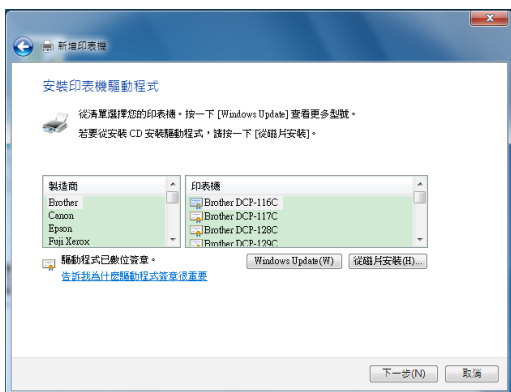 新增印表機
安裝印表機驅動程式
從清單選擇您的印表機。按一下 [Windows Update] 查看更多型號。
若要從安裝 CD 安裝驅動程式，請按一下 [從磁片安裝]。
製造商
Brother
Canon
Epson
Fuji Xerox
印表機
Brother DCP-116C
Brother DCP-117C
Brother DCP-128C
Brother DCP-129C
驅動程式已數位簽章。
告訴我為什麼驅動程式簽章很重要
Windows Update(W)
從磁片安裝(H)...
下一步(N)
取消